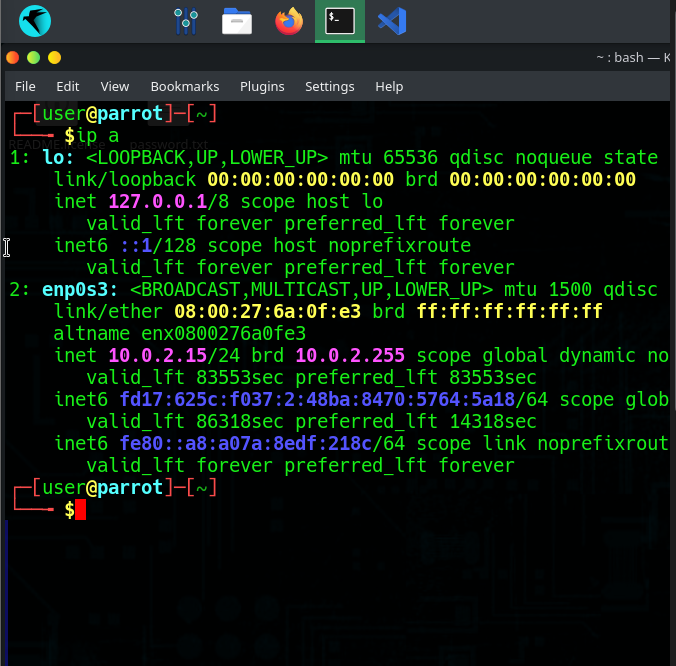 ~ : bash — K
File Edit View Bookmarks Plugins Settings Help
┌─[user@parrot]─[~]
└──╼ $ip a
1: lo: <LOOPBACK,UP,LOWER_UP> mtu 65536 qdisc noqueue state
link/loopback 00:00:00:00:00:00 brd 00:00:00:00:00:00
inet 127.0.0.1/8 scope host lo
valid_lft forever preferred_lft forever
inet6 ::1/128 scope host noprefixroute
valid_lft forever preferred_lft forever
2: enp0s3: <BROADCAST,MULTICAST,UP,LOWER_UP> mtu 1500 qdisc
link/ether 08:00:27:6a:0f:e3 brd ff:ff:ff:ff:ff:ff
altname enx0800276a0fe3
inet 10.0.2.15/24 brd 10.0.2.255 scope global dynamic no
valid_lft 83553sec preferred_lft 83553sec
inet6 fd17:625c:f037:2:48ba:8470:5764:5a18/64 scope glob
valid_lft 86318sec preferred_lft 14318sec
inet6 fe80::a8:a07a:8edf:218c/64 scope link noprefixrout
valid_lft forever preferred_lft forever
┌─[user@parrot]─[~]
└──╼ $